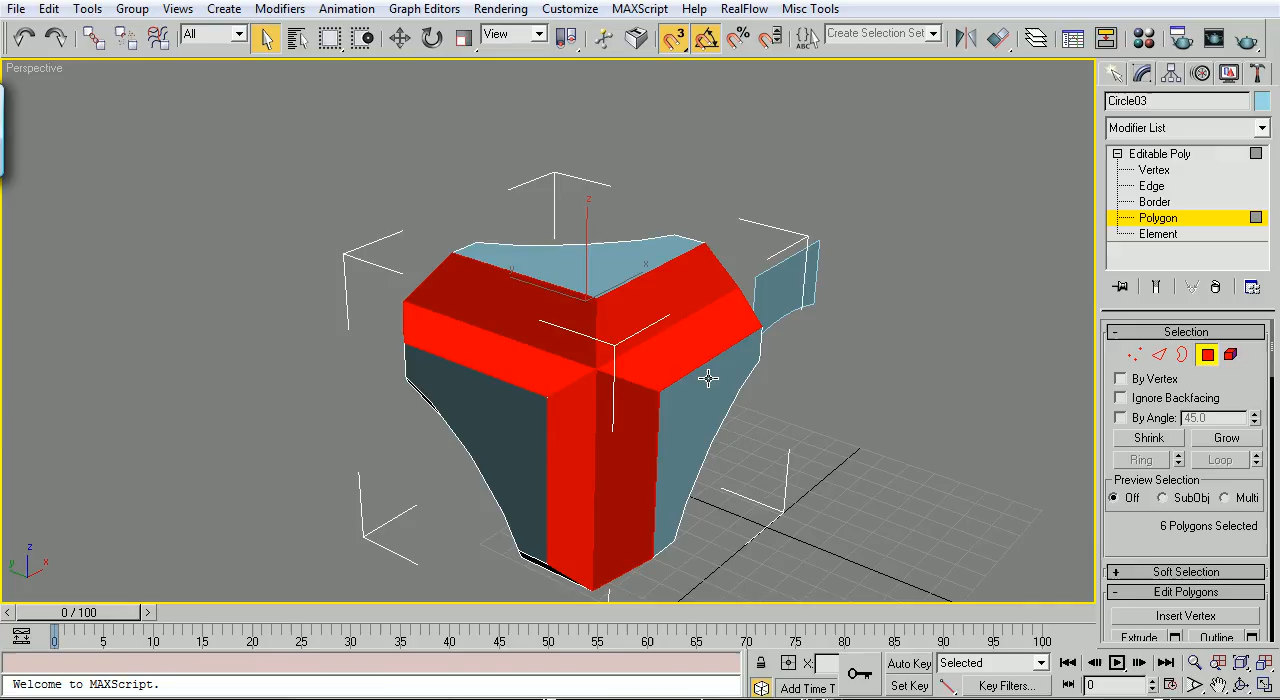 File Edit Tools Group Views Create Modifiers Animation Graph Editors Rendering Customize MAXScript Help RealFlow Misc Tools
All View 3 % ABC Create Selection Set
Perspective
Circle03
Modifier List
Editable Poly
Vertex
Edge
Border
Polygon
Element
z
x
y
- Selection
By Vertex
Ignore Backfacing
By Angle: 45.0
Shrink Grow
Ring Loop
Preview Selection
Off SubObj Multi
6 Polygons Selected
+ Soft Selection
- Edit Polygons
Insert Vertex
Extrude Outline
z
x
y
< 0 / 100 >
0 5 10 15 20 25 30 35 40 45 50 55 60 65 70 75 80 85 90 95 100
X: Auto Key Selected
Welcome to MAXScript.
Add Time T Set Key Key Filters... 0